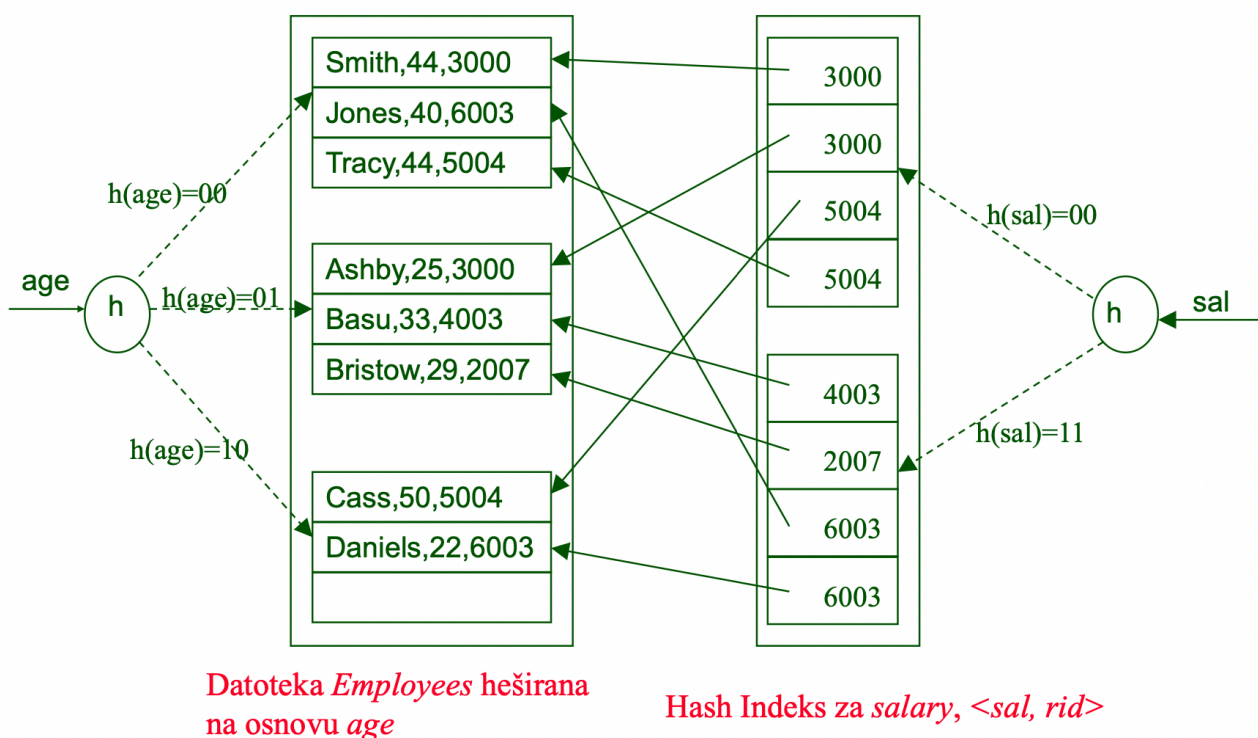 Smith,44,3000
Jones,40,6003
Tracy,44,5004
h(age)=00
age
h
h(age)=01
Ashby,25,3000
Basu,33,4003
Bristow,29,2007
h(age)=10
Cass,50,5004
Daniels,22,6003
3000
3000
5004
5004
h(sal)=00
h
sal
4003
2007
6003
6003
h(sal)=11
Datoteka Employees heširana
na osnovu age
Hash Indeks za salary, <sal, rid>